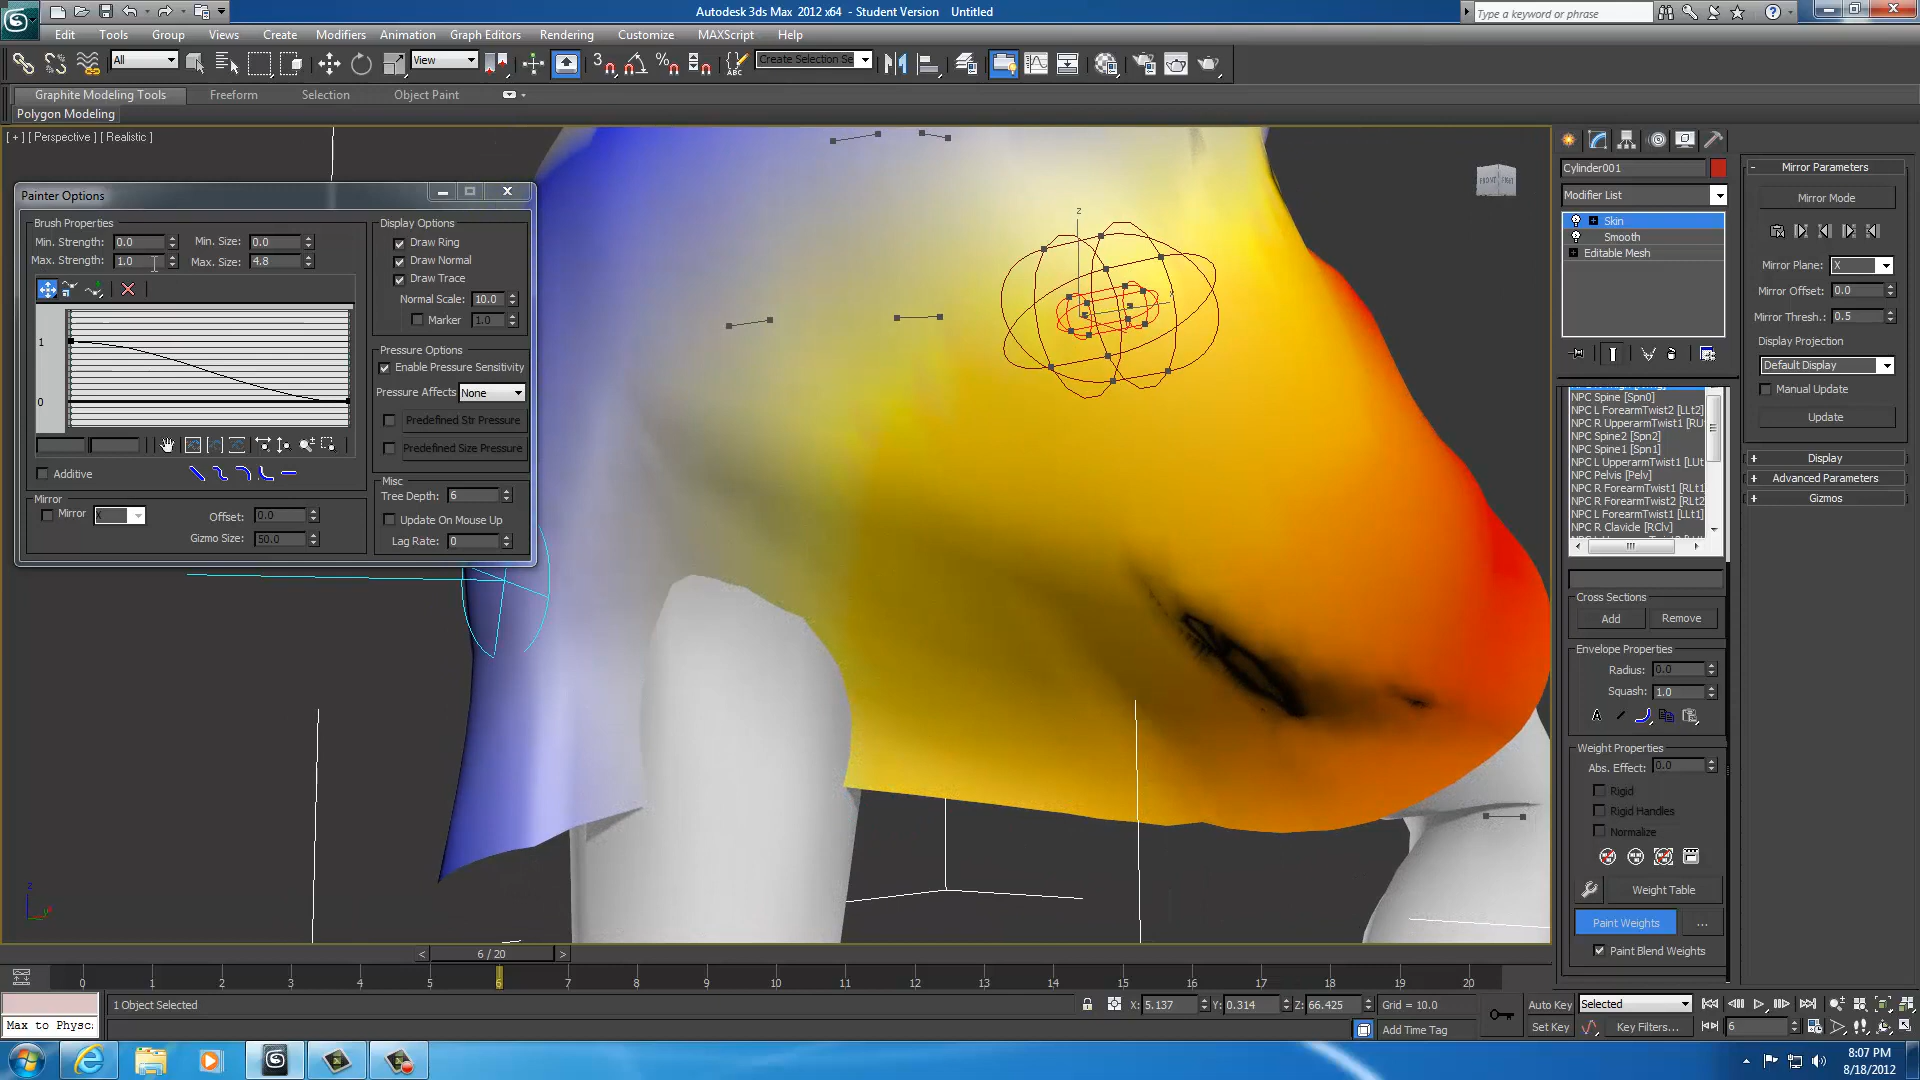 Autodesk 3ds Max 2012 x64 - Student Version Untitled
Type a keyword or phrase
Edit Tools Group Views Create Modifiers Animation Graph Editors Rendering Customize MAXScript Help
All View Create Selection Se
Graphite Modeling Tools Freeform Selection Object Paint
Polygon Modeling
[ + ] [ Perspective ] [ Realistic ]
Painter Options
Brush Properties
Min. Strength: 0.0 Min. Size: 0.0
Max. Strength: 1.0 Max. Size: 4.8
1
0
Additive
Mirror
Mirror X Offset: 0.0
Gizmo Size: 50.0
Display Options
Draw Ring
Draw Normal
Draw Trace
Normal Scale: 10.0
Marker 1.0
Pressure Options
Enable Pressure Sensitivity
Pressure Affects None
Predefined Str Pressure
Predefined Size Pressure
Misc
Tree Depth: 6
Update On Mouse Up
Lag Rate: 0
z
FRONT
z
Cylinder001
Modifier List
Skin
Smooth
Editable Mesh
NPC Spine [Spn0]
NPC L ForearmTwist2 [LLt2]
NPC R UpperarmTwist1 [RU
NPC Spine2 [Spn2]
NPC Spine1 [Spn1]
NPC L UpperarmTwist1 [LUt
NPC Pelvis [Pelv]
NPC R ForearmTwist1 [RLt1]
NPC R ForearmTwist2 [RLt2]
NPC L ForearmTwist1 [LLt1]
NPC R Clavicle [RClv]
Cross Sections
Add Remove
Envelope Properties
Radius: 0.0
Squash: 1.0
A
Weight Properties
Abs. Effect: 0.0
Rigid
Rigid Handles
Normalize
Weight Table
Paint Weights ...
Paint Blend Weights
Mirror Parameters
Mirror Mode
Mirror Plane: X
Mirror Offset: 0.0
Mirror Thresh.: 0.5
Display Projection
Default Display
Manual Update
Update
+ Display
+ Advanced Parameters
+ Gizmos
< 6 / 20 >
0 1 2 3 4 5 6 7 8 9 10 11 12 13 14 15 16 17 18 19 20
1 Object Selected X: 5.137 Y: 0.314 Z: 66.425 Grid = 10.0 Auto Key Selected
Max to Physc: Add Time Tag Set Key Key Filters... 6
8:07 PM
8/18/2012